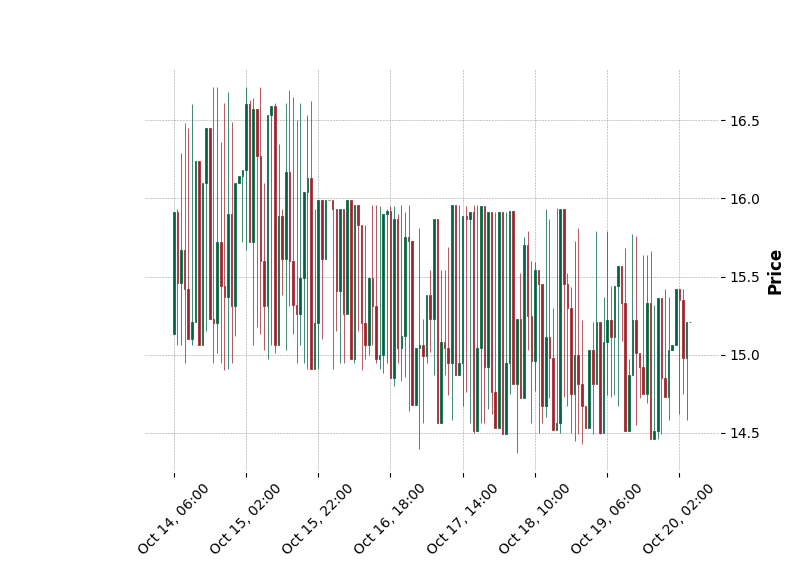 16.5
16.0
15.5
15.0
14.5
Price
Oct 14, 06:00
Oct 15, 02:00
Oct 15, 22:00
Oct 16, 18:00
Oct 17, 14:00
Oct 18, 10:00
Oct 19, 06:00
Oct 20, 02:00